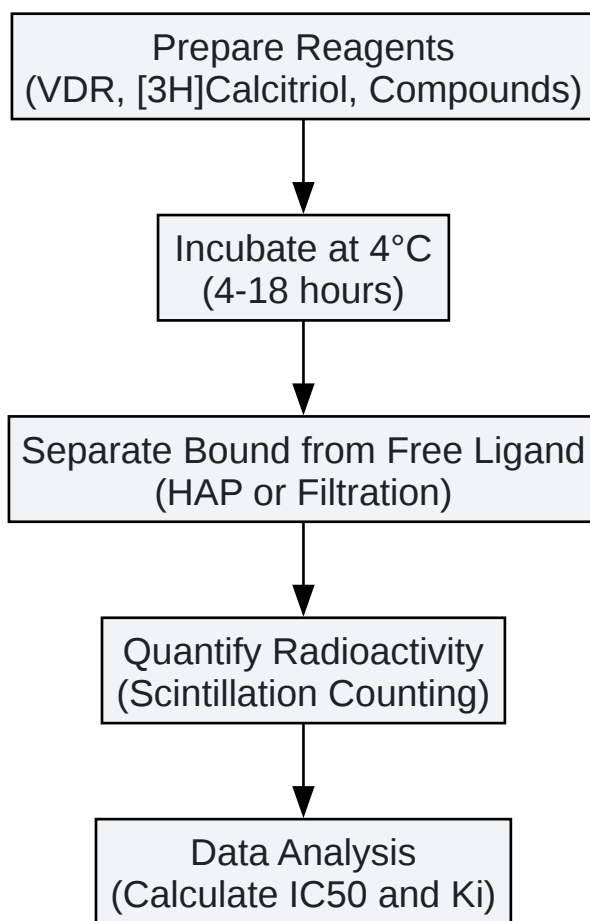 Prepare Reagents
(VDR, [3H]Calcitriol, Compounds)
Incubate at 4°C
(4-18 hours)
Separate Bound from Free Ligand
(HAP or Filtration)
Quantify Radioactivity
(Scintillation Counting)
Data Analysis
(Calculate IC50 and Ki)